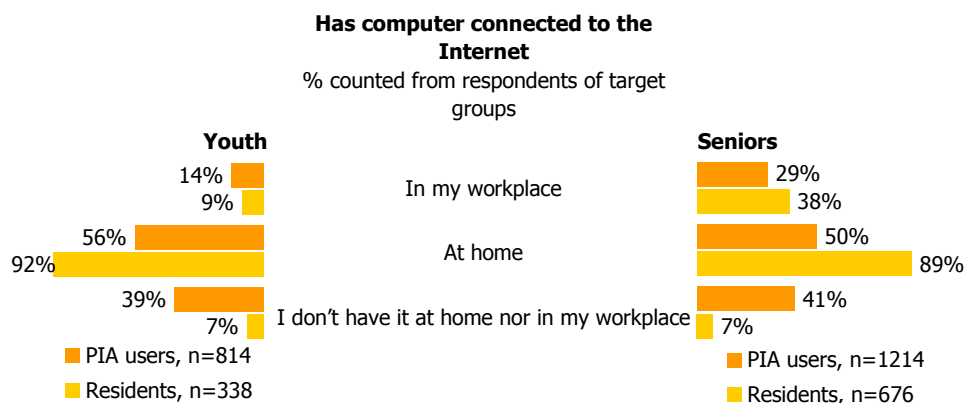 Has computer connected to the
Internet
% counted from respondents of target
groups
Youth
Seniors
14%
In my workplace
29%
9%
38%
56%
At home
50%
92%
89%
39%
I don't have it at home nor in my workplace
41%
7%
7%
PIA users, n=814
PIA users, n=1214
Residents, n=338
Residents, n=676